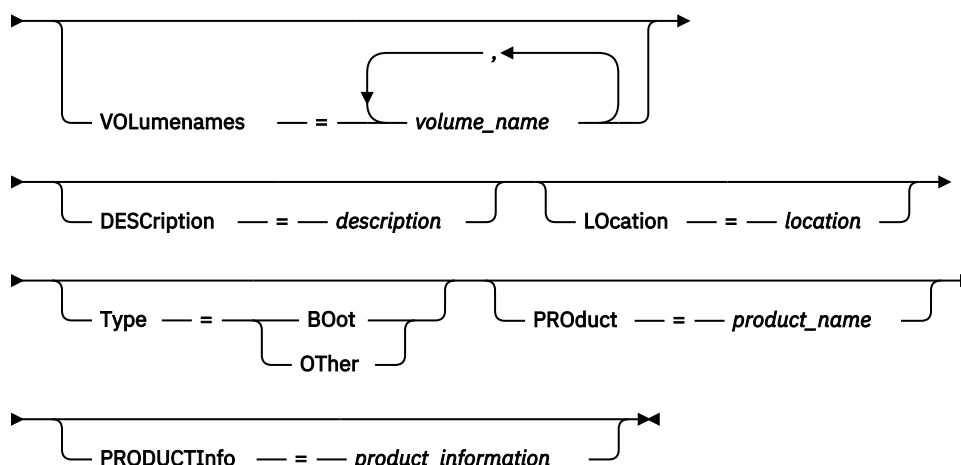 ,
VOLumenames = volume_name
DESCription = description LOcation = location
Type = BOot PROduct = product_name
OTher
PRODUCTInfo = product_information